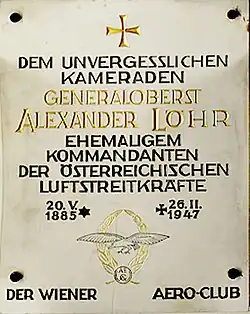 DEM UNVERGESSLICHEN
KAMERADEN
GENERALOBERST
ALEXANDER LÖHR
EHEMALIGEM
KOMMANDANTEN
DER ÖSTERREICHISCHEN
LUFTSTREITKRÄFTE
20. V. 26. II.
1885 1947
DER WIENER AERO-CLUB